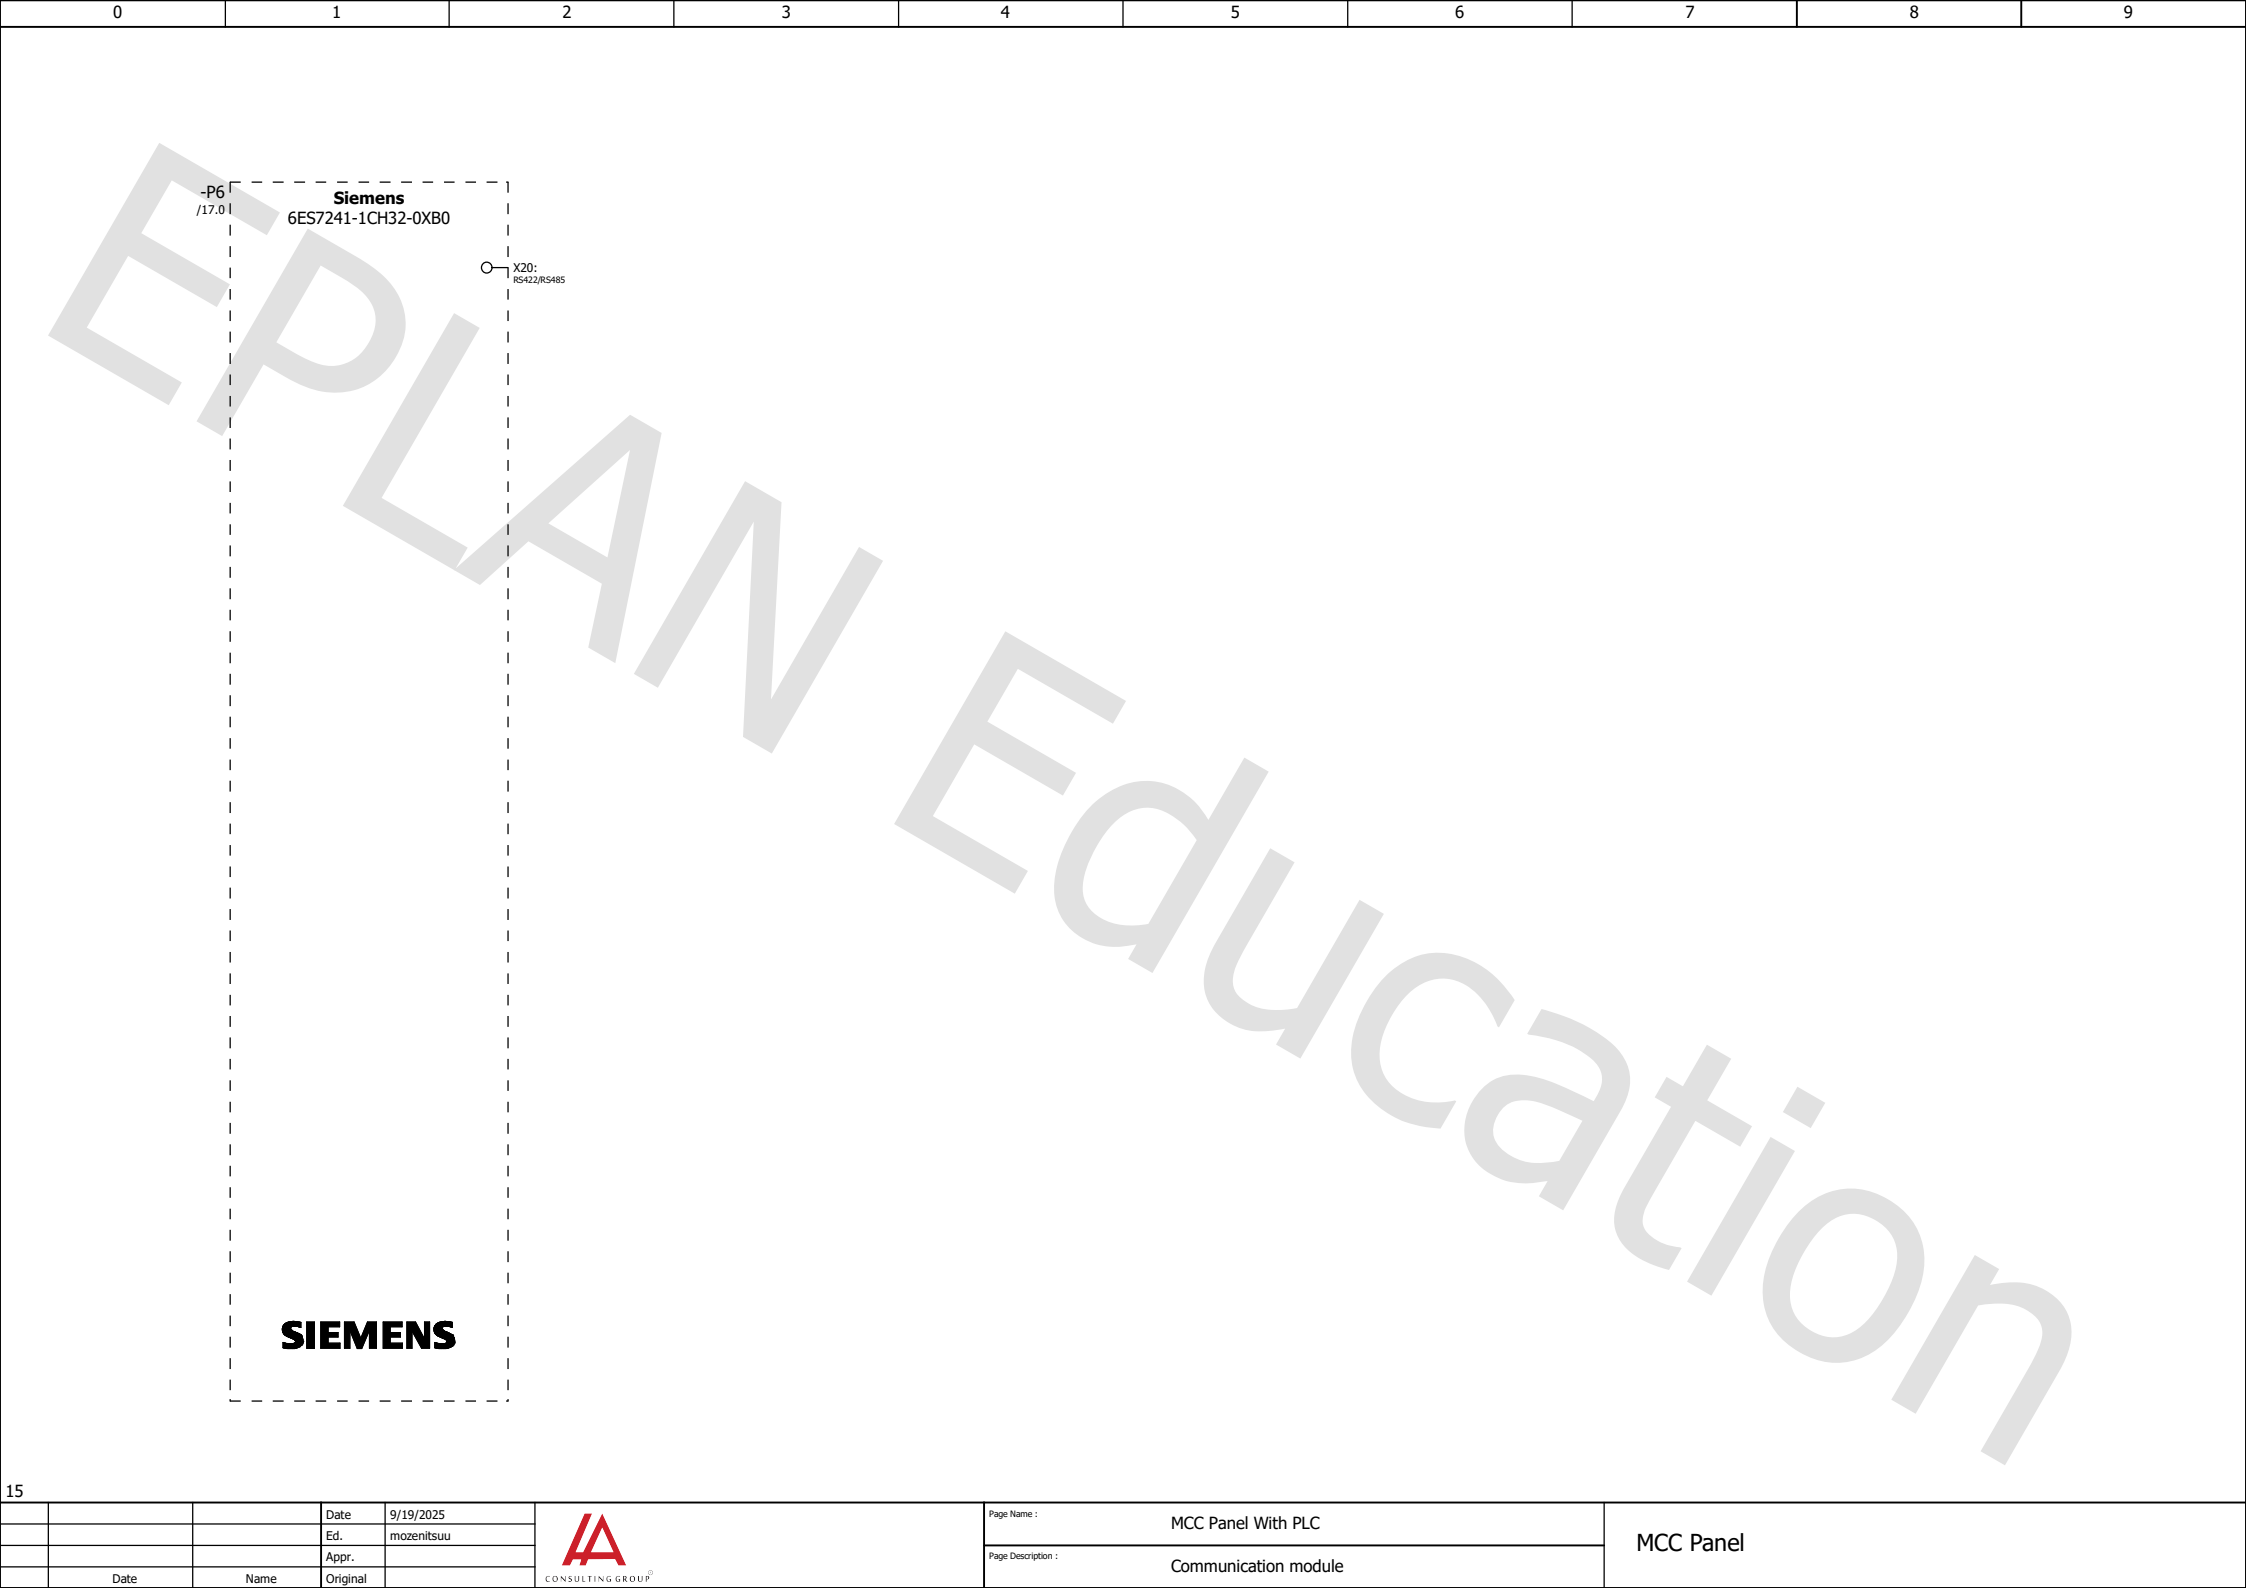 0 1 2 3 4 5 6 7 8 9
-P6
/17.0
Siemens
6ES7241-1CH32-0XB0
X20:
RS422/RS485
EPLAN Education
SIEMENS
15
Date 9/19/2025
Ed. mozenitsuu
Appr.
Date Name Original
CONSULTING GROUP®
Page Name : MCC Panel With PLC
Page Description : Communication module
MCC Panel